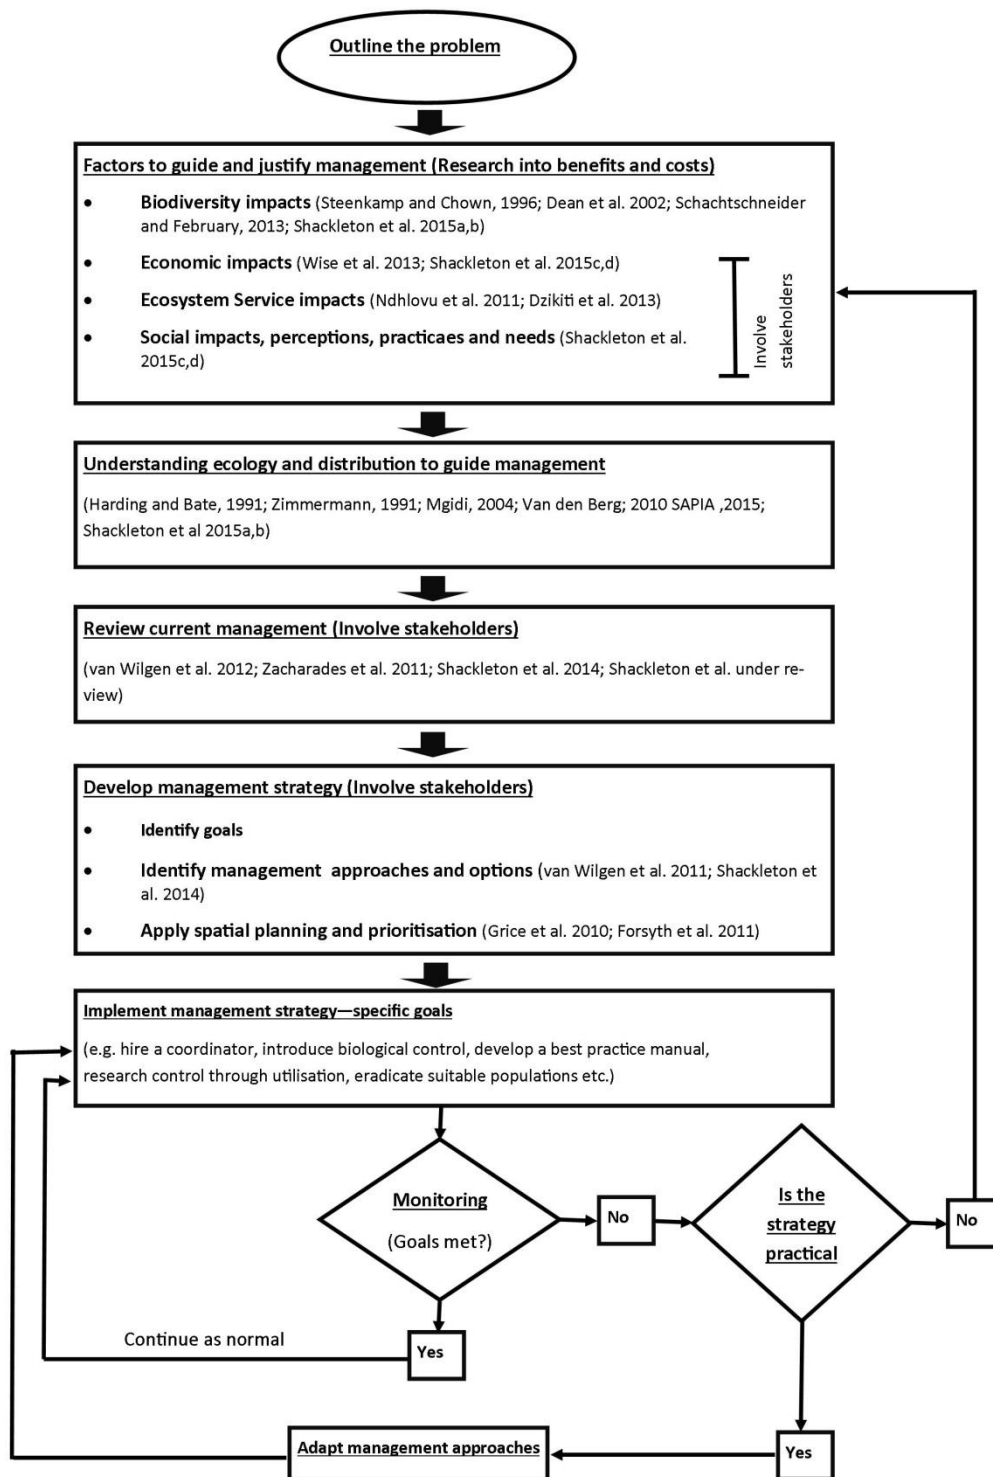 Outline the problem
Factors to guide and justify management (Research into benefits and costs)
• Biodiversity impacts (Steenkamp and Chown, 1996; Dean et al. 2002; Schachtschneider
and February, 2013; Shackleton et al. 2015a,b)
• Economic impacts (Wise et al. 2013; Shackleton et al. 2015c,d)
• Ecosystem Service impacts (Ndhlovu et al. 2011; Dzikiti et al. 2013)
• Social impacts, perceptions, practicaes and needs (Shackleton et al.
2015c,d)
Involve
stakeholders
Understanding ecology and distribution to guide management
(Harding and Bate, 1991; Zimmermann, 1991; Mgidi, 2004; Van den Berg; 2010 SAPIA ,2015;
Shackleton et al 2015a,b)
Review current management (Involve stakeholders)
(van Wilgen et al. 2012; Zacharades et al. 2011; Shackleton et al. 2014; Shackleton et al. under re-
view)
Develop management strategy (Involve stakeholders)
• Identify goals
• Identify management approaches and options (van Wilgen et al. 2011; Shackleton et
al. 2014)
• Apply spatial planning and prioritisation (Grice et al. 2010; Forsyth et al. 2011)
Implement management strategy—specific goals
(e.g. hire a coordinator, introduce biological control, develop a best practice manual,
research control through utilisation, eradicate suitable populations etc.)
Monitoring
(Goals met?)
No
Is the
strategy
practical
No
Continue as normal
Yes
Adapt management approaches
Yes